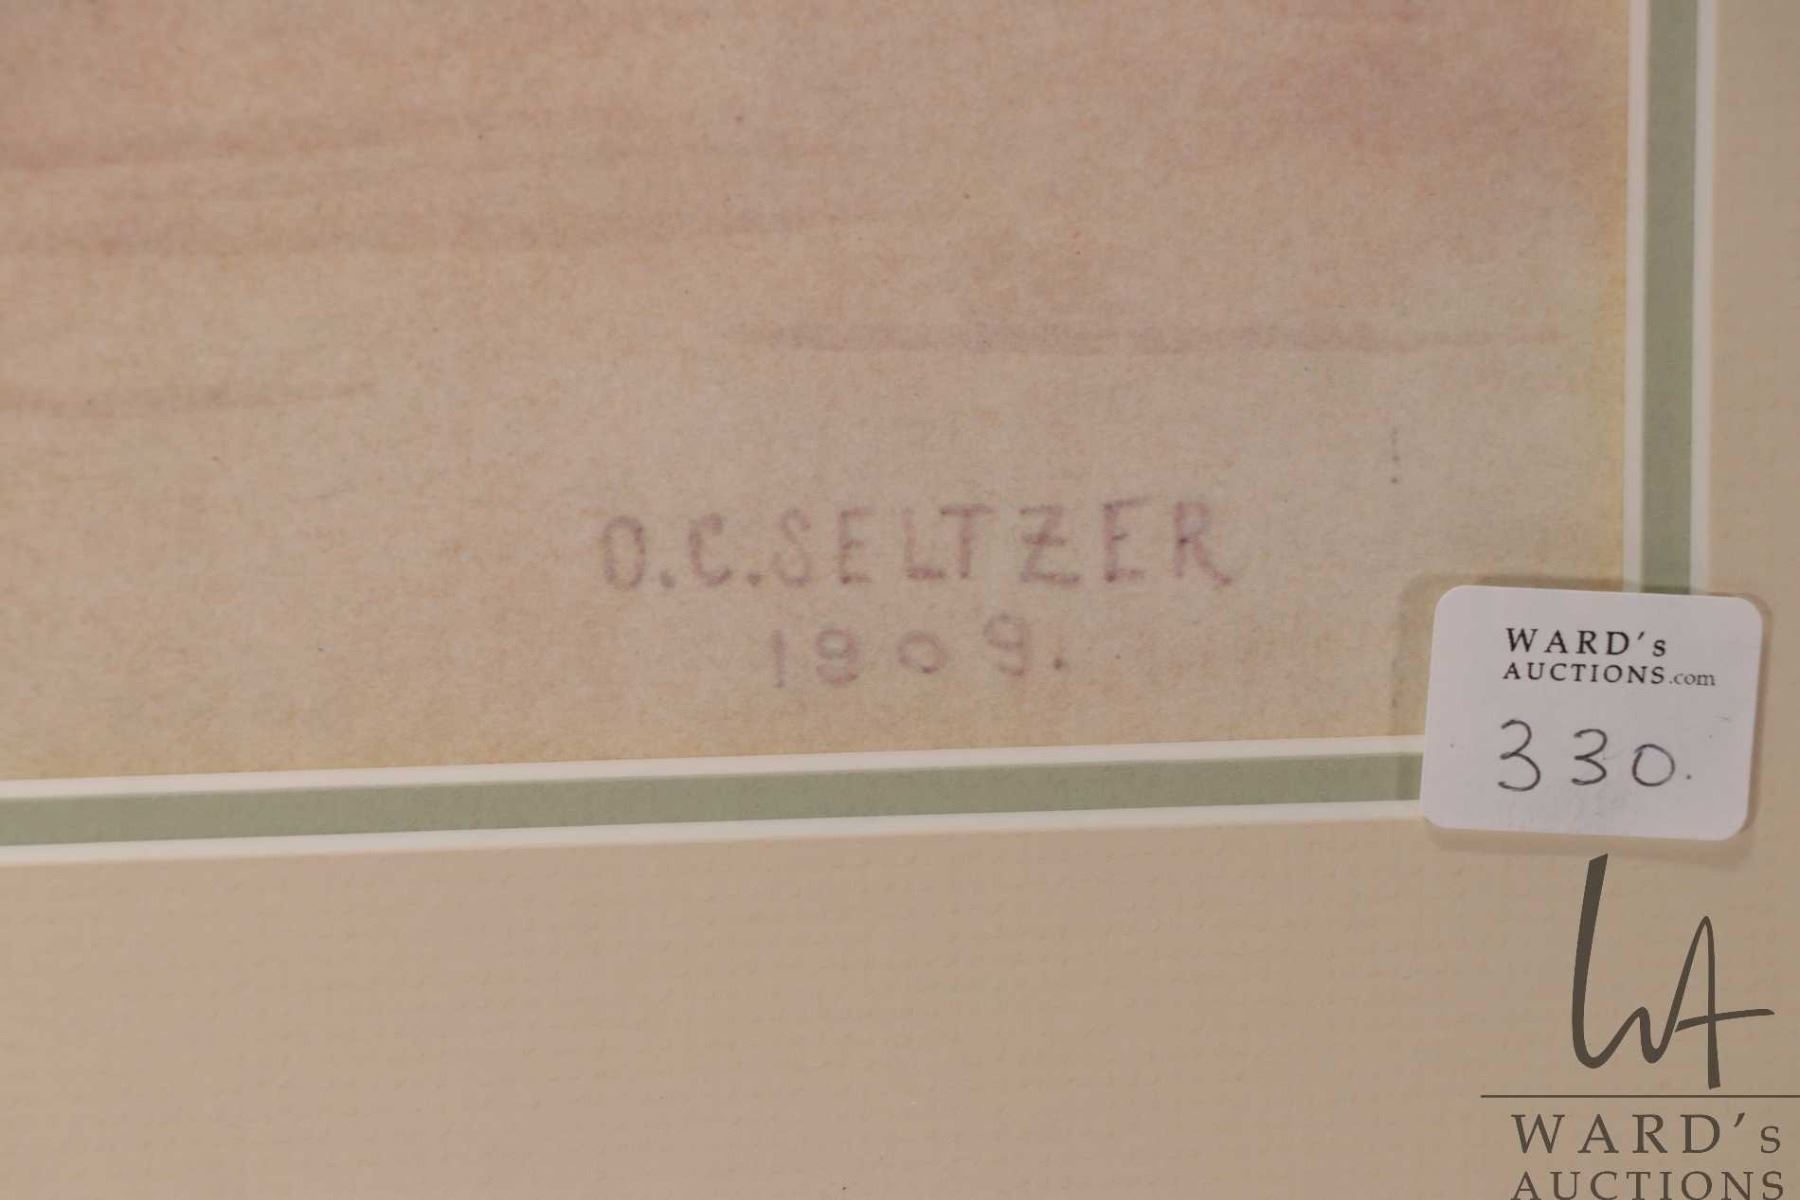 O.C.SELTZER
1909.
WARD's
AUCTIONS.com
330.
WARD's
AUCTIONS